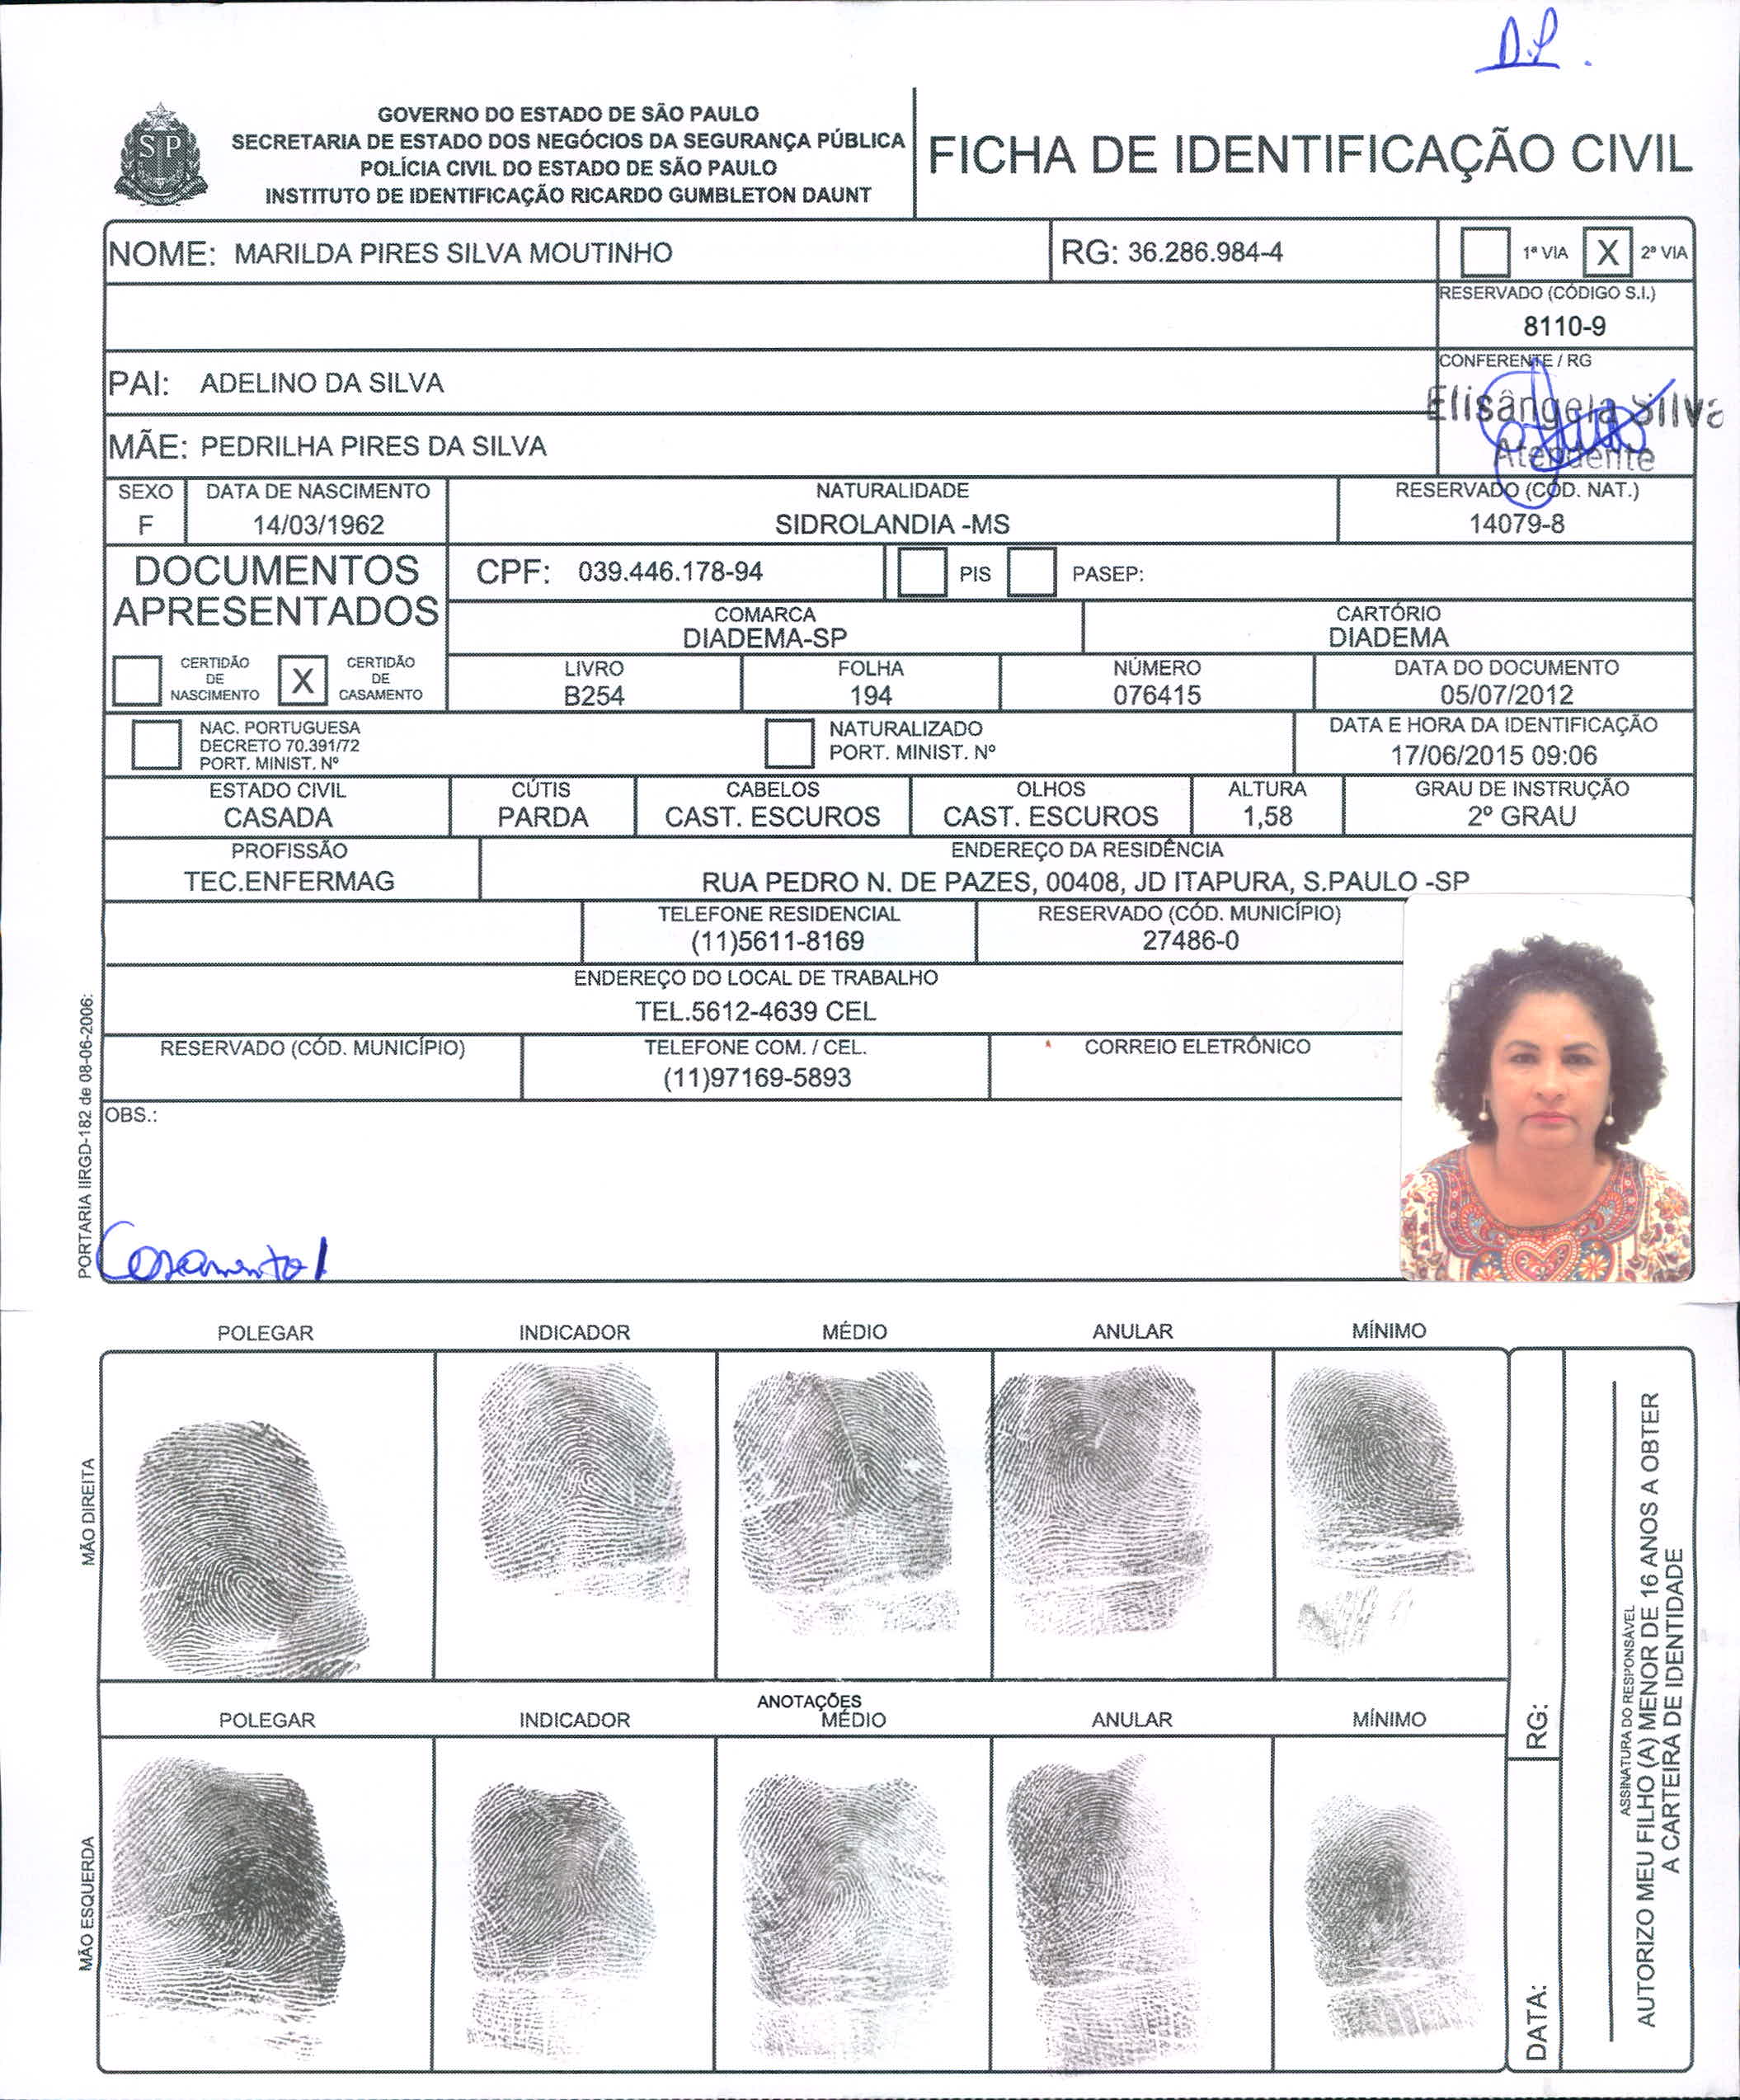 D.P.
GOVERNO DO ESTADO DE SÃO PAULO
SECRETARIA DE ESTADO DOS NEGÓCIOS DA SEGURANÇA PÚBLICA
POLÍCIA CIVIL DO ESTADO DE SÃO PAULO
INSTITUTO DE IDENTIFICAÇÃO RICARDO GUMBLETON DAUNT
SP
FICHA DE IDENTIFICAÇÃO CIVIL
NOME: MARILDA PIRES SILVA MOUTINHO RG: 36.286.984-4 1ª VIA X 2ª VIA
RESERVADO (CÓDIGO S.I.)
8110-9
PAI: ADELINO DA SILVA
CONFERENTE / RG
Elisângela Silva
Atendente
MÃE: PEDRILHA PIRES DA SILVA
SEXO DATA DE NASCIMENTO NATURALIDADE RESERVADO (CÓD. NAT.)
F 14/03/1962 SIDROLANDIA -MS 14079-8
DOCUMENTOS
APRESENTADOS
CPF: 039.446.178-94 PIS PASEP:
COMARCA CARTÓRIO
DIADEMA-SP DIADEMA
CERTIDÃO
DE
NASCIMENTO
X
CERTIDÃO
DE
CASAMENTO
LIVRO FOLHA NÚMERO DATA DO DOCUMENTO
B254 194 076415 05/07/2012
NAC. PORTUGUESA
DECRETO 70.391/72
PORT. MINIST. Nº
NATURALIZADO
PORT. MINIST. Nº
DATA E HORA DA IDENTIFICAÇÃO
17/06/2015 09:06
ESTADO CIVIL CÚTIS CABELOS OLHOS ALTURA GRAU DE INSTRUÇÃO
CASADA PARDA CAST. ESCUROS CAST. ESCUROS 1,58 2º GRAU
PROFISSÃO ENDEREÇO DA RESIDÊNCIA
TEC.ENFERMAG RUA PEDRO N. DE PAZES, 00408, JD ITAPURA, S.PAULO -SP
TELEFONE RESIDENCIAL RESERVADO (CÓD. MUNICÍPIO)
(11)5611-8169 27486-0
ENDEREÇO DO LOCAL DE TRABALHO
TEL.5612-4639 CEL
RESERVADO (CÓD. MUNICÍPIO) TELEFONE COM. / CEL. CORREIO ELETRÔNICO
(11)97169-5893
OBS.:
Casamento
PORTARIA IIRGD-182 de 08-06-2006:
POLEGAR INDICADOR MÉDIO ANULAR MÍNIMO
MÃO DIREITA
ANOTAÇÕES
POLEGAR INDICADOR MÉDIO ANULAR MÍNIMO
MÃO ESQUERDA
RG:
DATA:
ASSINATURA DO RESPONSÁVEL
AUTORIZO MEU FILHO (A) MENOR DE 16 ANOS A OBTER
A CARTEIRA DE IDENTIDADE